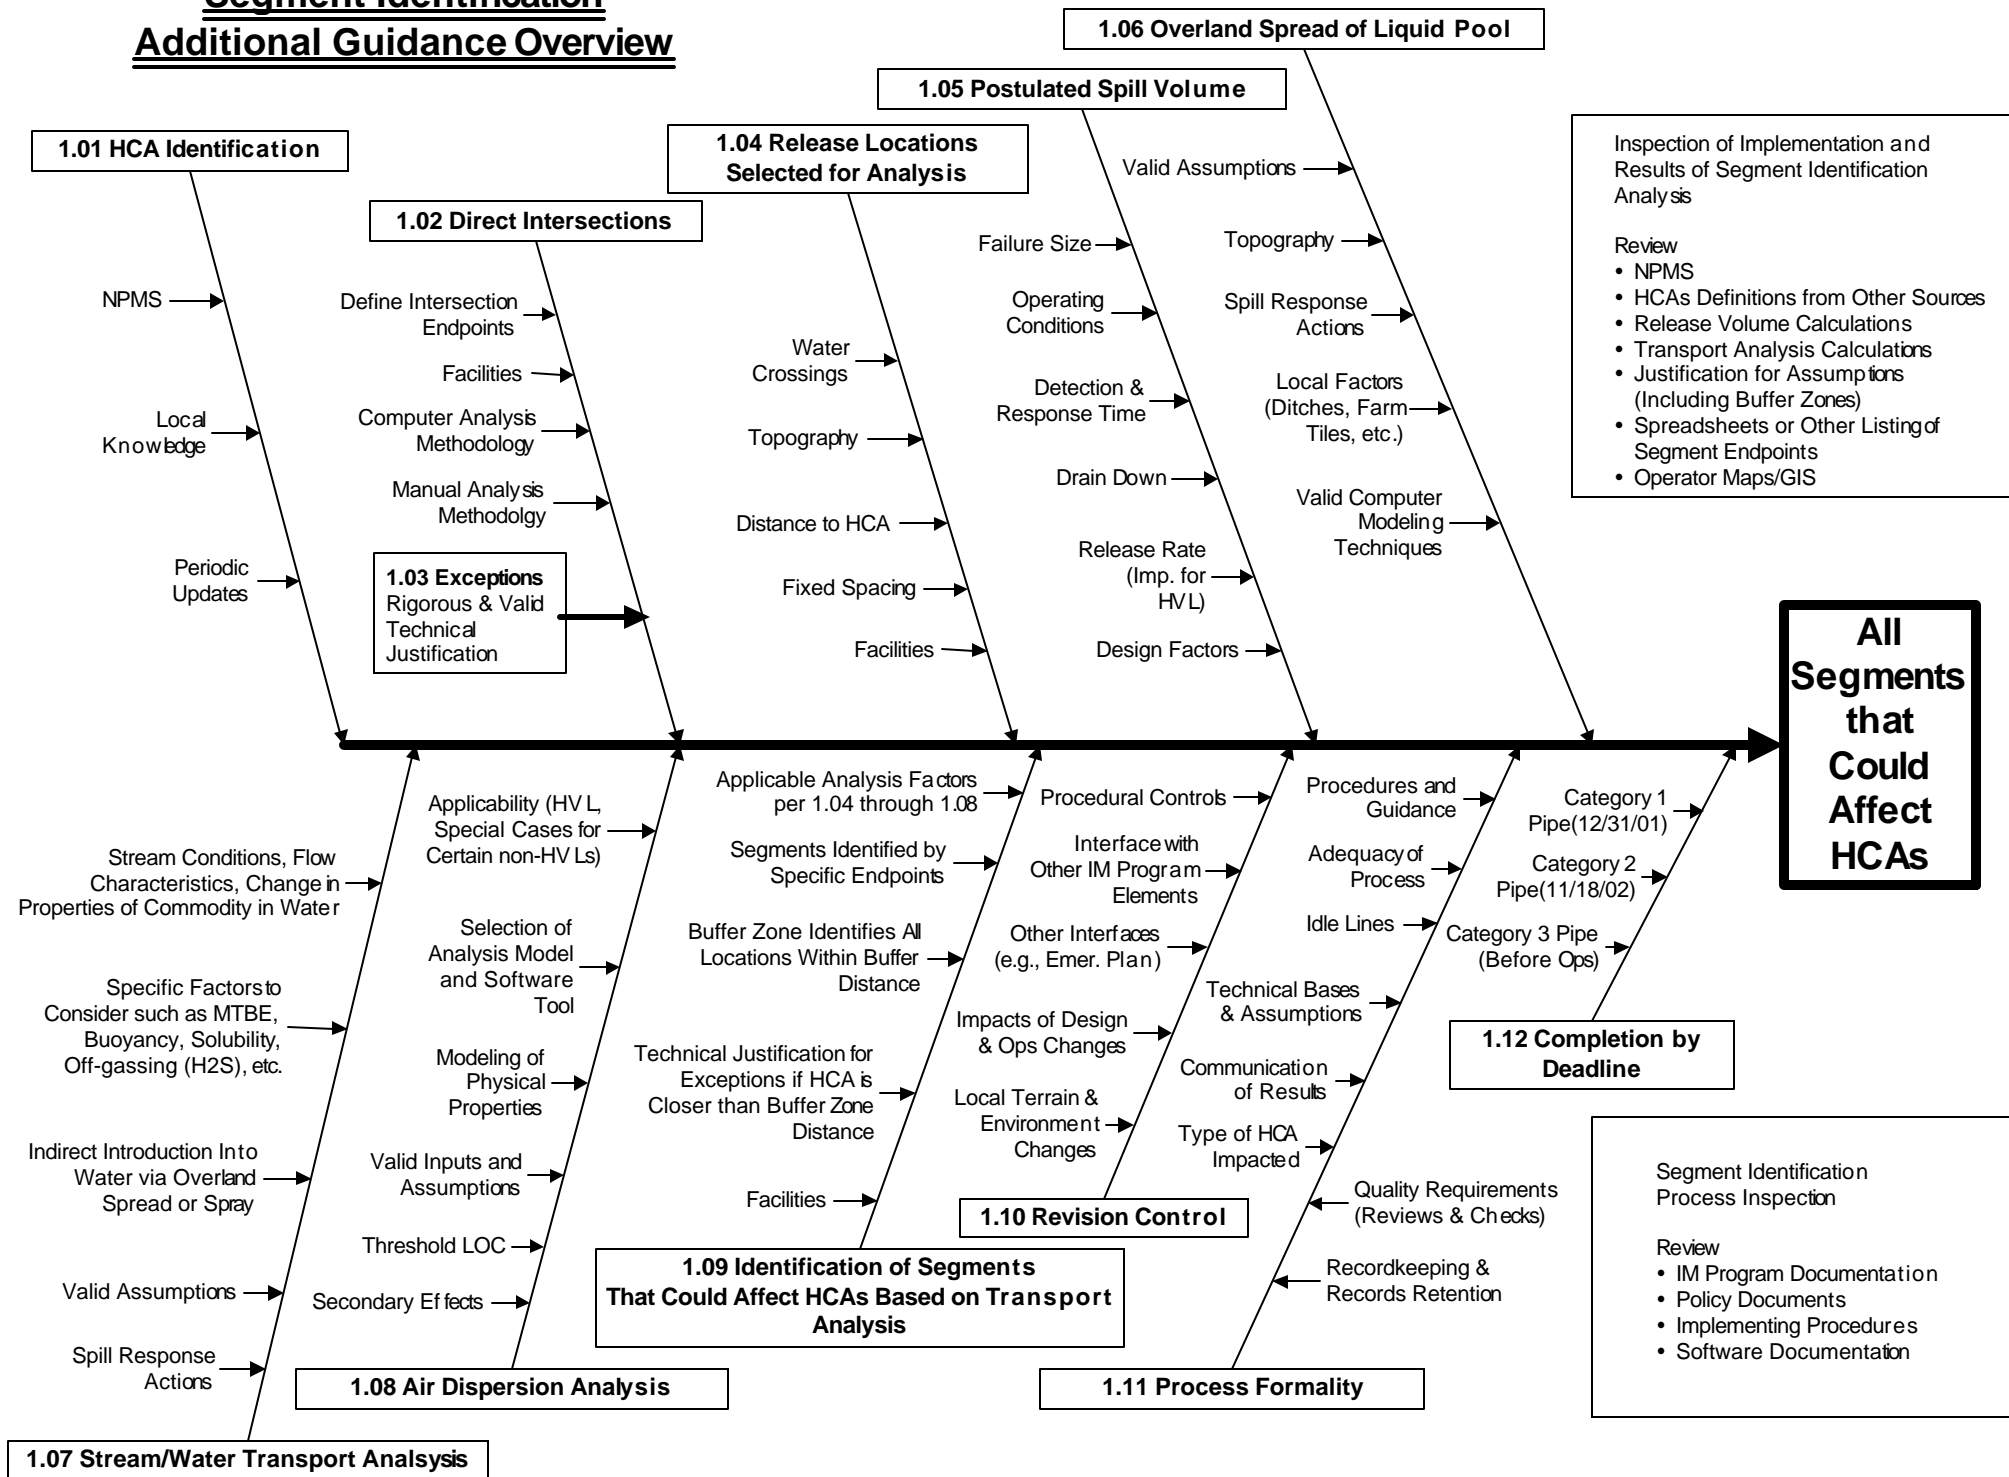 Segment Identification
Additional Guidance Overview
1.06 Overland Spread of Liquid Pool
1.05 Postulated Spill Volume
1.04 Release Locations
Selected for Analysis
1.01 HCA Identification
1.02 Direct Intersections
NPMS
Local
Knowledge
Periodic
Updates
Define Intersection
Endpoints
Facilities
Computer Analysis
Methodology
Manual Analysis
Methodolgy
1.03 Exceptions
Rigorous & Valid
Technical
Justification
Water
Crossings
Topography
Distance to HCA
Fixed Spacing
Facilities
Failure Size
Operating
Conditions
Detection &
Response Time
Drain Down
Release Rate
(Imp. for
HVL)
Design Factors
Valid Assumptions
Topography
Spill Response
Actions
Local Factors
(Ditches, Farm
Tiles, etc.)
Valid Computer
Modeling
Techniques
Inspection of Implementation and
Results of Segment Identification
Analysis
Review
• NPMS
• HCAs Definitions from Other Sources
• Release Volume Calculations
• Transport Analysis Calculations
• Justification for Assumptions
(Including Buffer Zones)
• Spreadsheets or Other Listing of
Segment Endpoints
• Operator Maps/GIS
All
Segments
that
Could
Affect
HCAs
Stream Conditions, Flow
Characteristics, Change in
Properties of Commodity in Water
Specific Factors to
Consider such as MTBE,
Buoyancy, Solubility,
Off-gassing (H2S), etc.
Indirect Introduction Into
Water via Overland
Spread or Spray
Valid Assumptions
Spill Response
Actions
1.07 Stream/Water Transport Analsysis
Applicability (HVL,
Special Cases for
Certain non-HVLs)
Selection of
Analysis Model
and Software
Tool
Modeling of
Physical
Properties
Valid Inputs and
Assumptions
Threshold LOC
Secondary Effects
1.08 Air Dispersion Analysis
Applicable Analysis Factors
per 1.04 through 1.08
Segments Identified by
Specific Endpoints
Buffer Zone Identifies All
Locations Within Buffer
Distance
Technical Justification for
Exceptions if HCA is
Closer than Buffer Zone
Distance
Facilities
1.09 Identification of Segments
That Could Affect HCAs Based on Transport
Analysis
Procedural Controls
Interface with
Other IM Program
Elements
Other Interfaces
(e.g., Emer. Plan)
Impacts of Design
& Ops Changes
Local Terrain &
Environment
Changes
1.10 Revision Control
Procedures and
Guidance
Adequacy of
Process
Idle Lines
Technical Bases
& Assumptions
Communication
of Results
Type of HCA
Impacted
Quality Requirements
(Reviews & Checks)
Recordkeeping &
Records Retention
1.11 Process Formality
Category 1
Pipe(12/31/01)
Category 2
Pipe(11/18/02)
Category 3 Pipe
(Before Ops)
1.12 Completion by
Deadline
Segment Identification
Process Inspection
Review
• IM Program Documentation
• Policy Documents
• Implementing Procedures
• Software Documentation